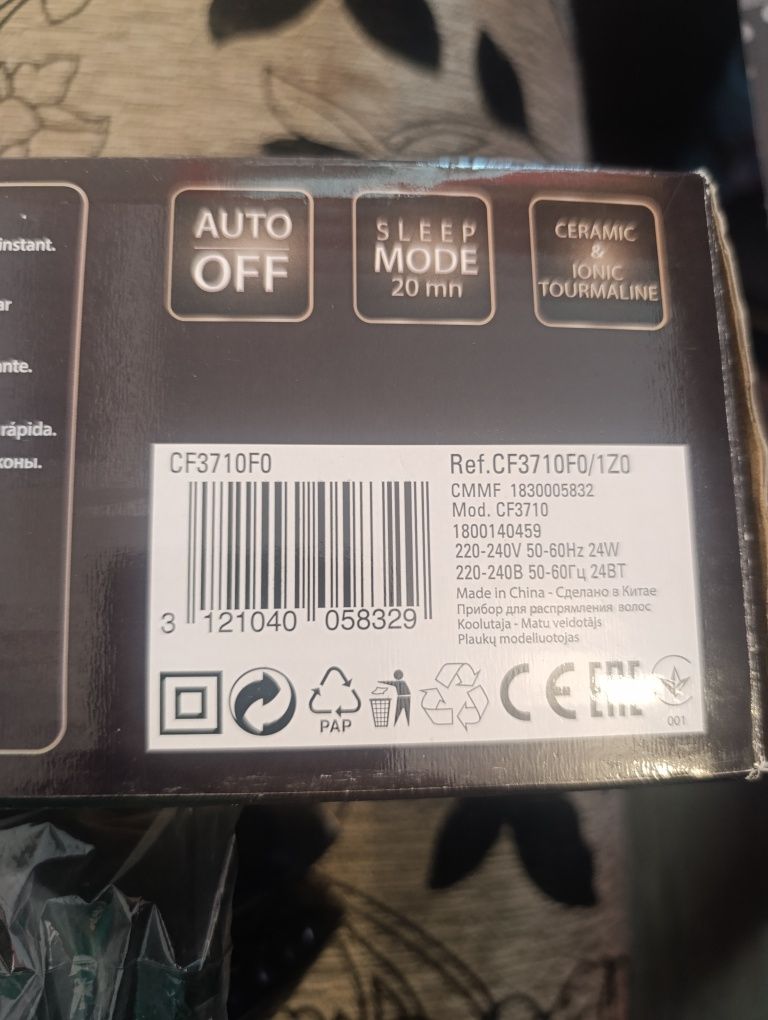 instant.
ar
ante.
rápida.
коны.
AUTO
OFF
SLEEP
MODE
20 mn
CERAMIC
&
IONIC
TOURMALINE
CF3710F0
3 121040 058329
Ref.CF3710F0/1Z0
CMMF 1830005832
Mod. CF3710
1800140459
220-240V 50-60Hz 24W
220-240В 50-60Гц 24ВТ
Made in China - Сделано в Китае
Прибор для распрямления волос
Koolutaja - Matu veidotājs
Plaukų modeliuotojas
PAP
CE
EAC
001